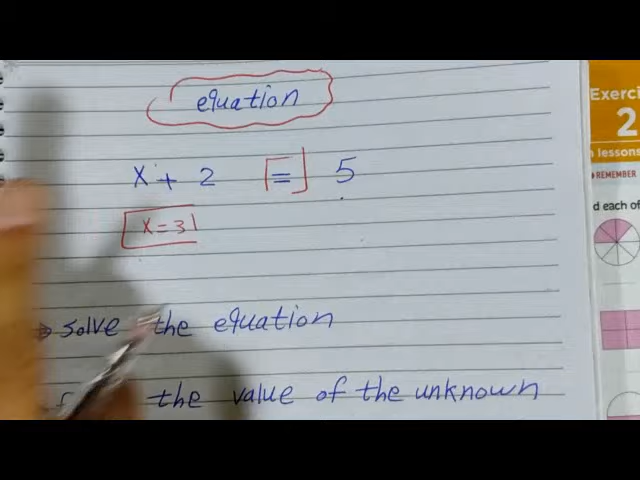 equation
x + 2 = 5
x = 3
solve the equation
the value of the unknown
Exerci
2
lessons
REMEMBER
d each of